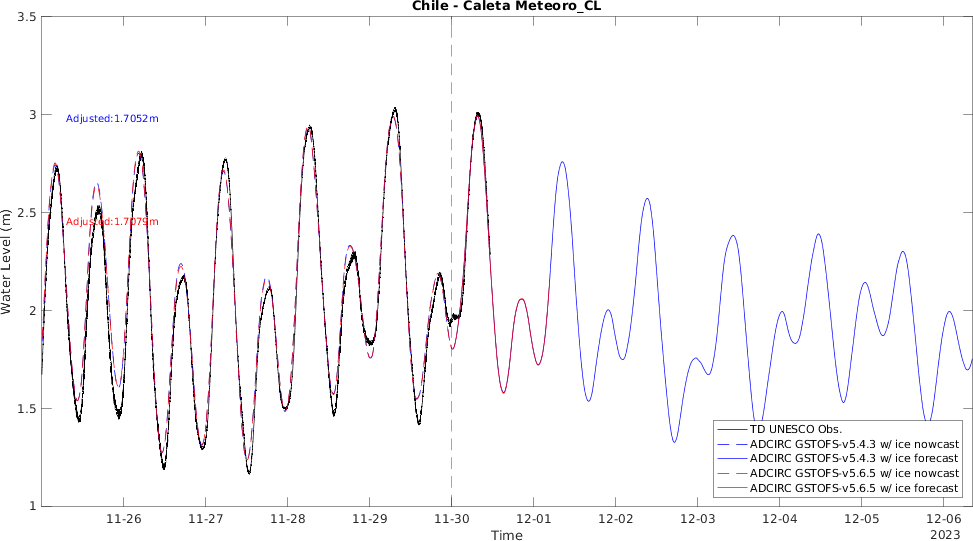 Chile - Caleta Meteoro_CL
3.5
3
2.5
2
1.5
1
Water Level (m)
Adjusted:1.7052m
Adjusted:1.7079m
TD UNESCO Obs.
ADCIRC GSTOFS-v5.4.3 w/ ice nowcast
ADCIRC GSTOFS-v5.4.3 w/ ice forecast
ADCIRC GSTOFS-v5.6.5 w/ ice nowcast
ADCIRC GSTOFS-v5.6.5 w/ ice forecast
11-26 11-27 11-28 11-29 11-30 12-01 12-02 12-03 12-04 12-05 12-06
2023
Time